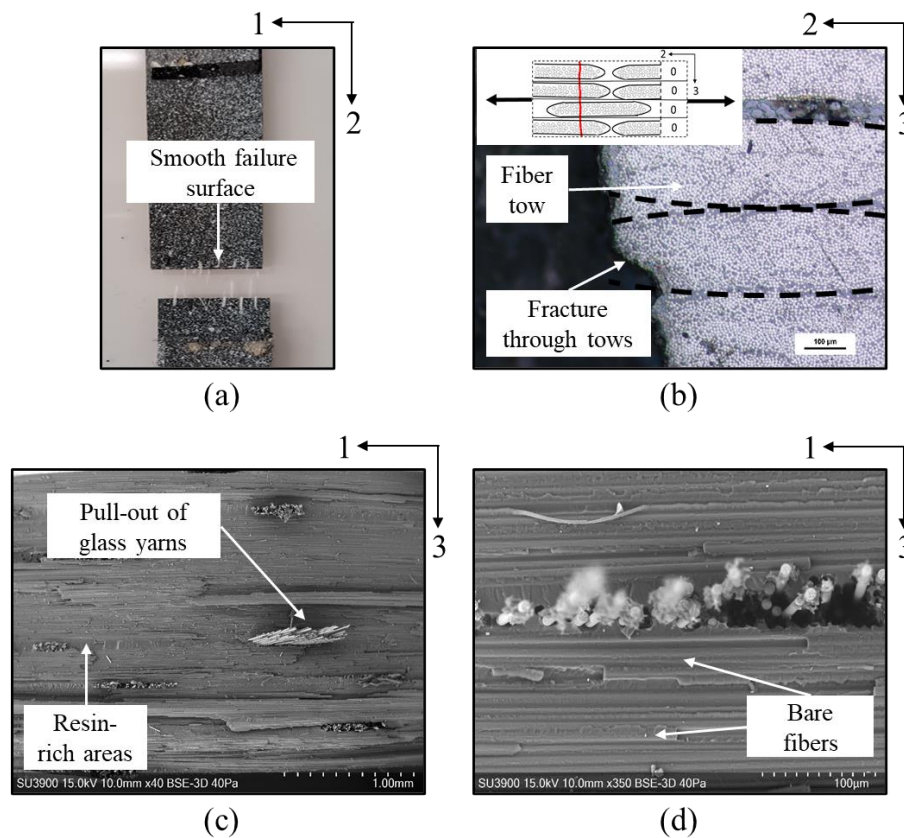 1
2
Smooth failure
surface
(a)
2
3
2
3
0
0
0
0
Fiber
tow
Fracture
through tows
100 µm
(b)
1
3
Pull-out of
glass yarns
Resin-
rich areas
SU3900 15.0kV 10.0mm x40 BSE-3D 40Pa
1.00mm
(c)
1
3
Bare
fibers
SU3900 15.0kV 10.0mm x350 BSE-3D 40Pa
100µm
(d)